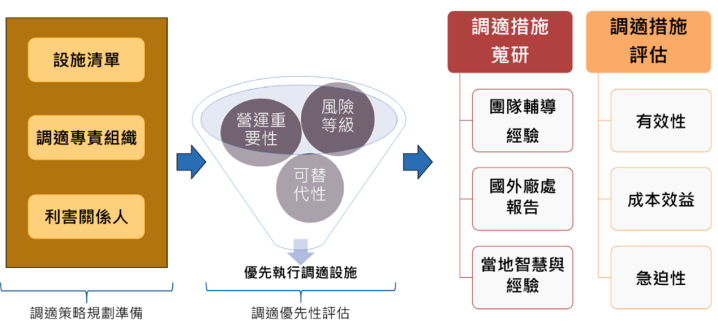 設施清單
調適專責組織
利害關係人
調適策略規劃準備
營運重
要性
風險
等級
可替
代性
優先執行調適設施
調適優先性評估
調適措施
蒐研
團隊輔導
經驗
國外廠處
報告
當地智慧與
經驗
調適措施
評估
有效性
成本效益
急迫性